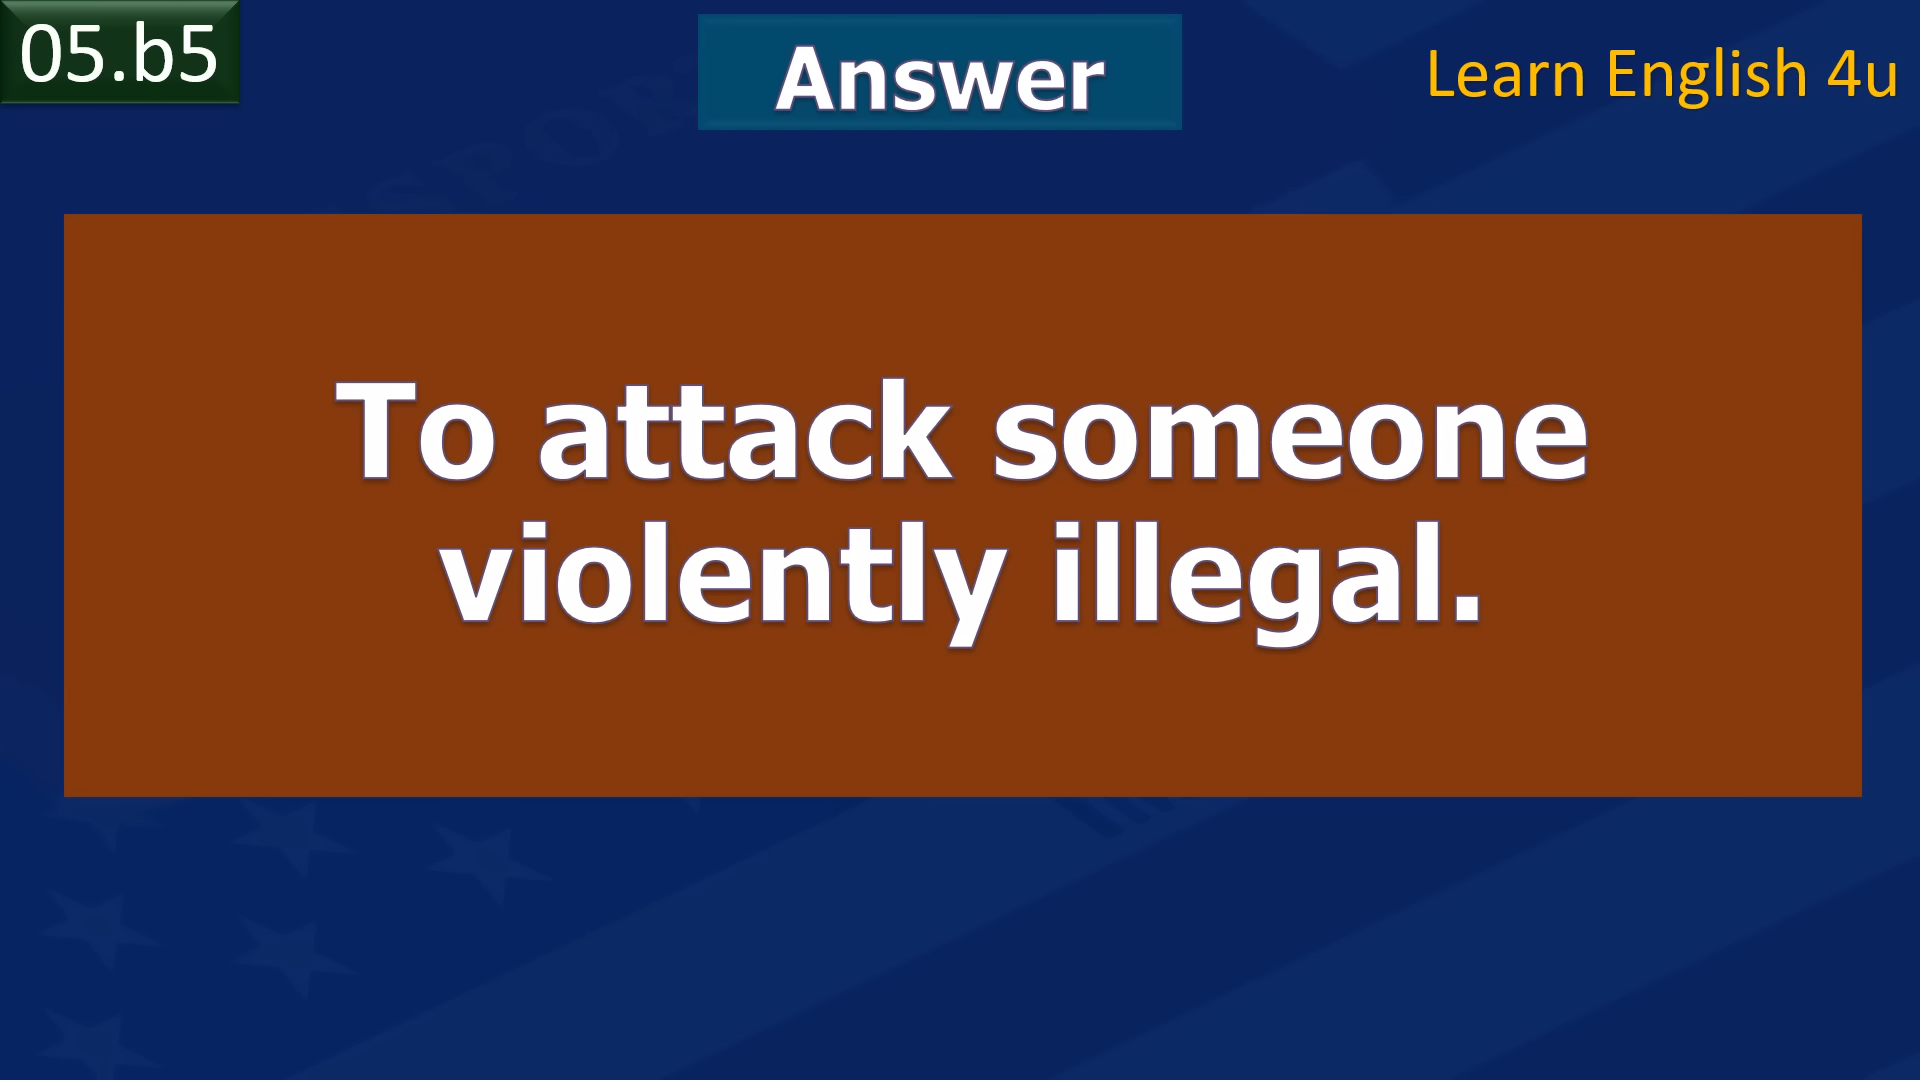 05.b5
Answer
Learn English 4u
To attack someone
violently illegal.